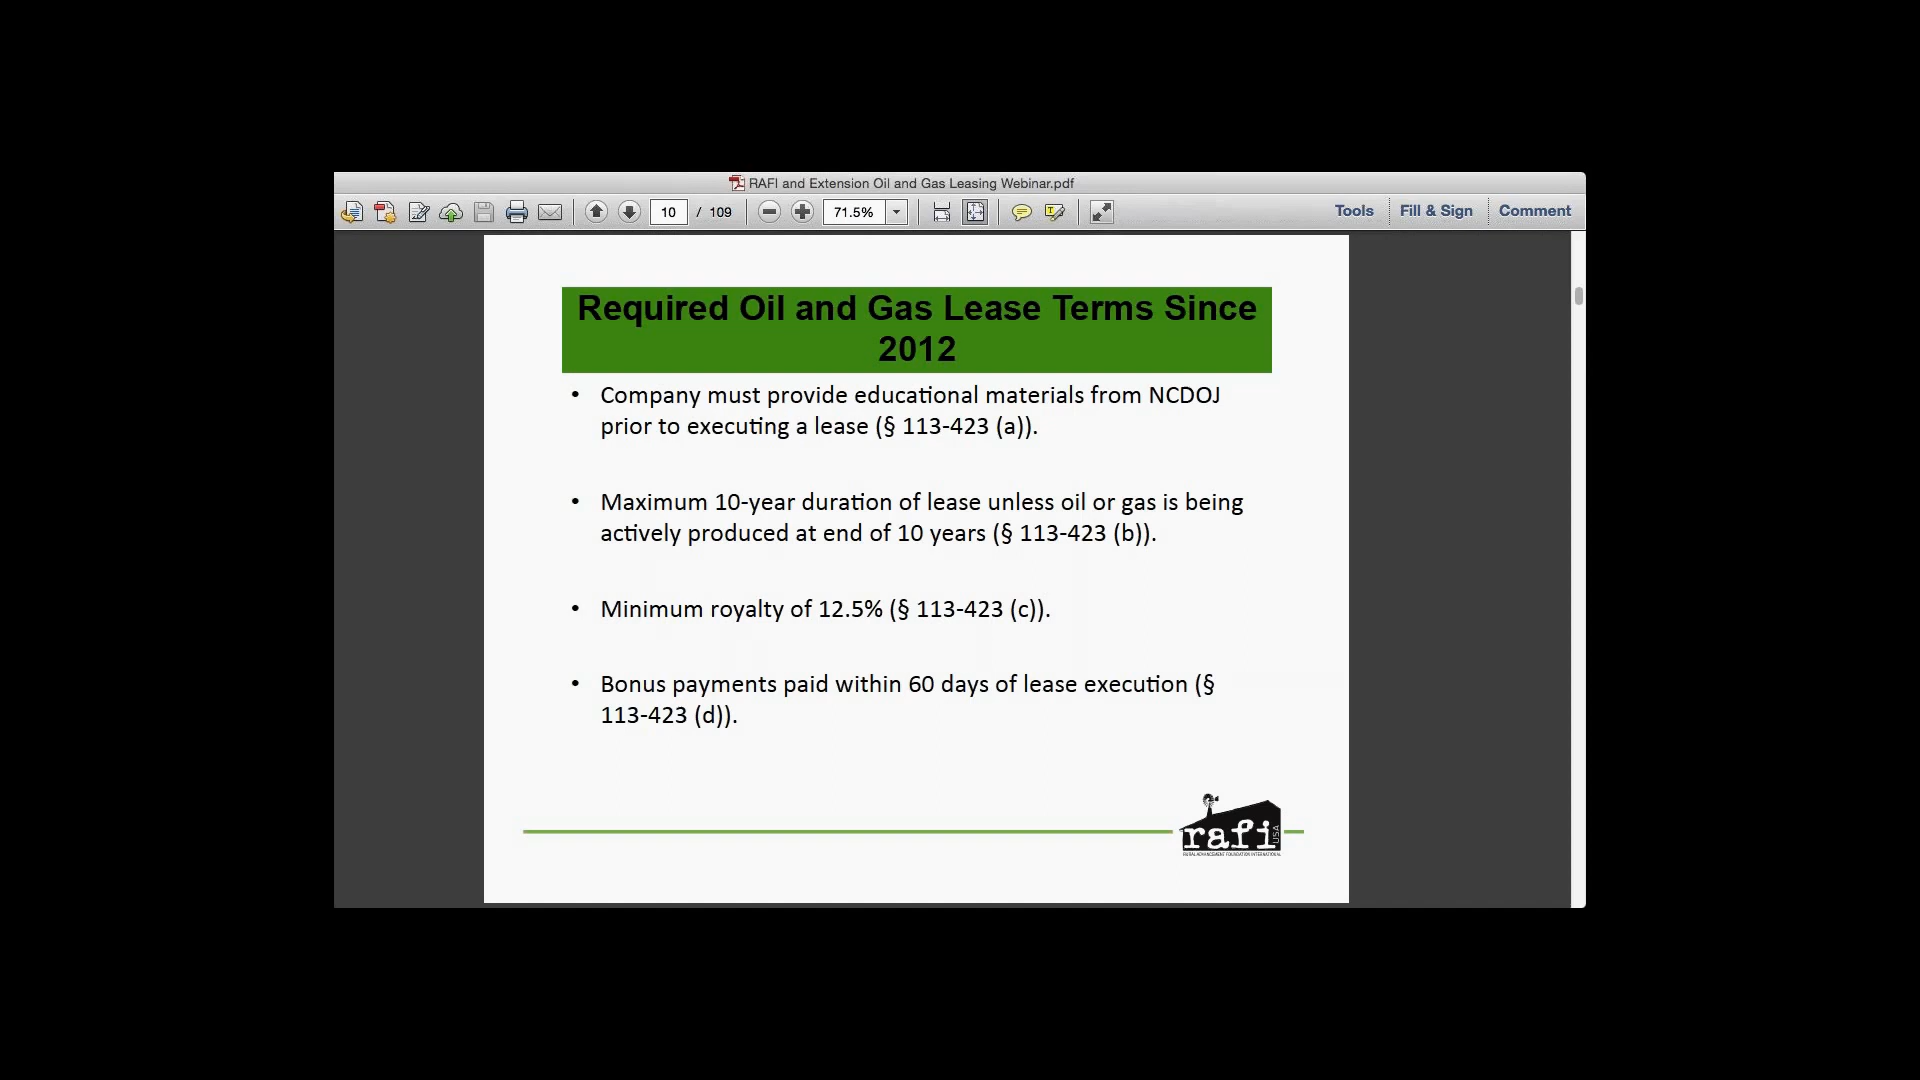 RAFI and Extension Oil and Gas Leasing Webinar.pdf
10 / 109 71.5% Tools Fill & Sign Comment
Required Oil and Gas Lease Terms Since
2012
• Company must provide educational materials from NCDOJ
prior to executing a lease (§ 113-423 (a)).
• Maximum 10-year duration of lease unless oil or gas is being
actively produced at end of 10 years (§ 113-423 (b)).
• Minimum royalty of 12.5% (§ 113-423 (c)).
• Bonus payments paid within 60 days of lease execution (§
113-423 (d)).
rafi USA
RURAL ADVANCEMENT FOUNDATION INTERNATIONAL